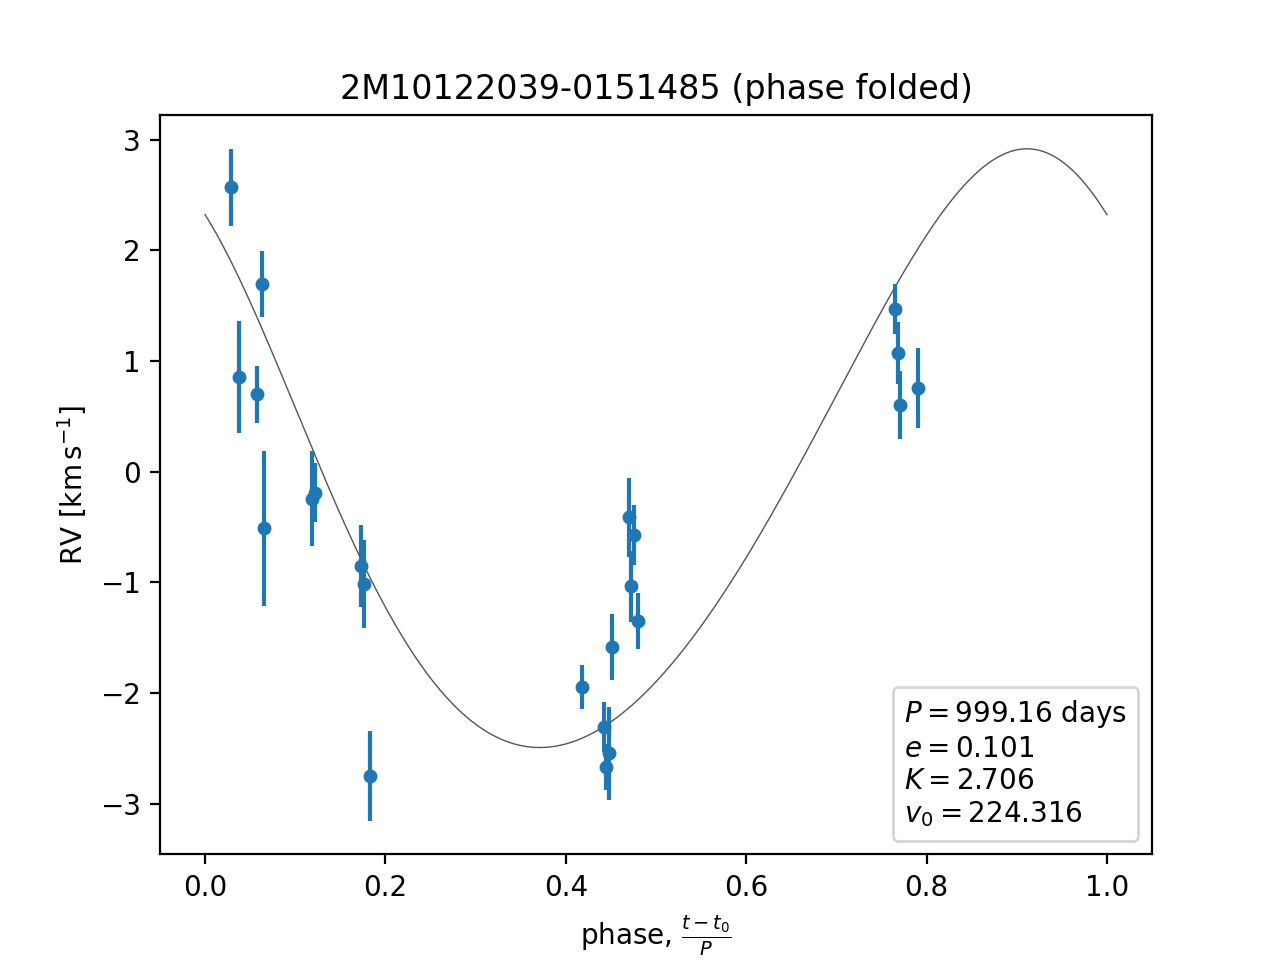 2M10122039-0151485 (phase folded)
3
2
1
0
−1
−2
−3
RV [km s⁻¹]
P = 999.16 days
e = 0.101
K = 2.706
v₀ = 224.316
0.0 0.2 0.4 0.6 0.8 1.0
phase, (t − t₀)/P